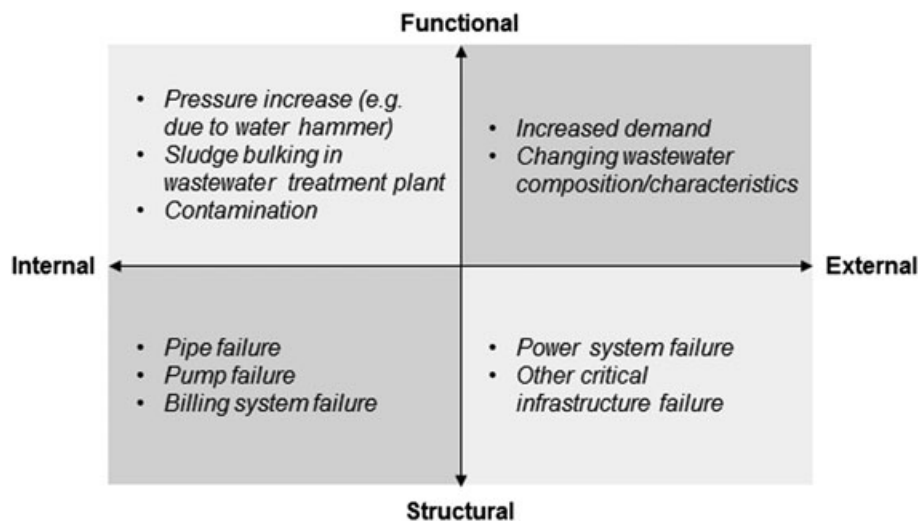 Functional
• Pressure increase (e.g.
due to water hammer)
• Sludge bulking in
wastewater treatment plant
• Contamination
• Increased demand
• Changing wastewater
composition/characteristics
Internal
External
• Pipe failure
• Pump failure
• Billing system failure
• Power system failure
• Other critical
infrastructure failure
Structural